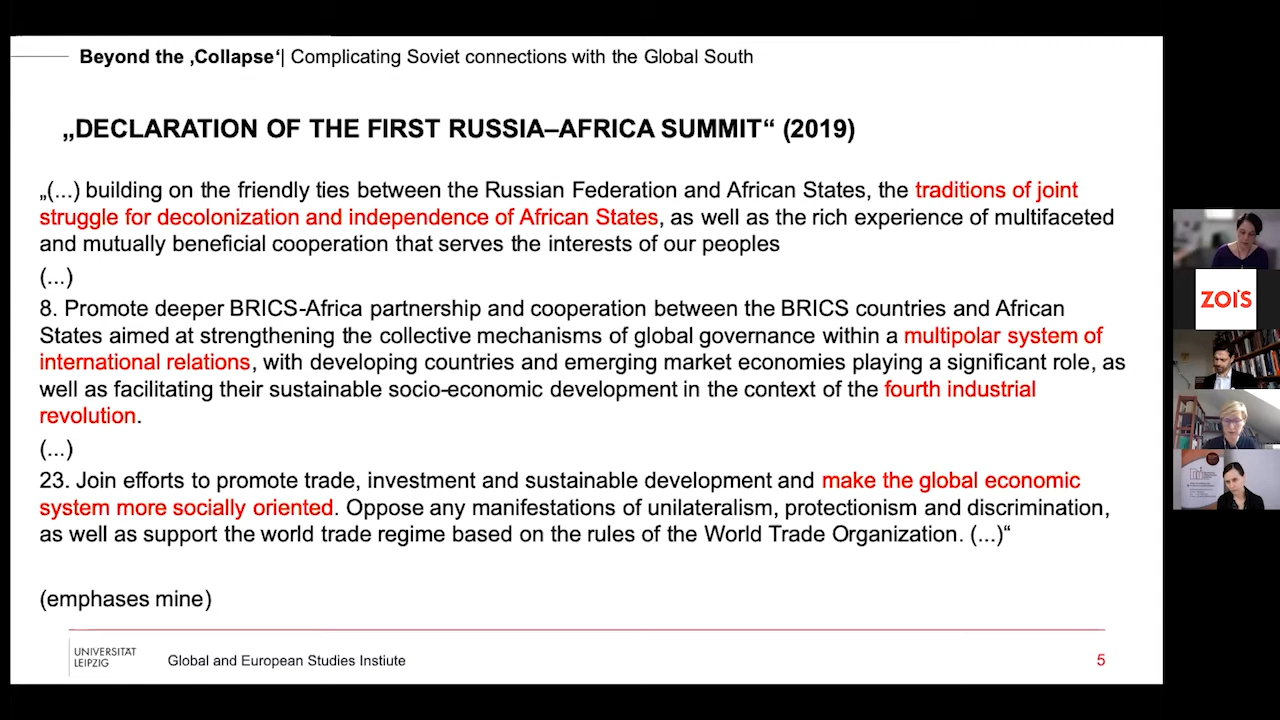 Beyond the ‚Collapse‘| Complicating Soviet connections with the Global South
„DECLARATION OF THE FIRST RUSSIA–AFRICA SUMMIT“ (2019)
„(...) building on the friendly ties between the Russian Federation and African States, the traditions of joint
struggle for decolonization and independence of African States, as well as the rich experience of multifaceted
and mutually beneficial cooperation that serves the interests of our peoples
(...)
8. Promote deeper BRICS-Africa partnership and cooperation between the BRICS countries and African
States aimed at strengthening the collective mechanisms of global governance within a multipolar system of
international relations, with developing countries and emerging market economies playing a significant role, as
well as facilitating their sustainable socio-economic development in the context of the fourth industrial
revolution.
(...)
23. Join efforts to promote trade, investment and sustainable development and make the global economic
system more socially oriented. Oppose any manifestations of unilateralism, protectionism and discrimination,
as well as support the world trade regime based on the rules of the World Trade Organization. (...)“
(emphases mine)
UNIVERSITÄT
LEIPZIG
Global and European Studies Instiute
5
ZOiS